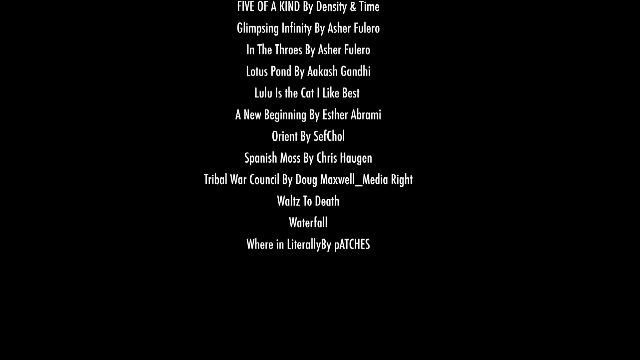 FIVE OF A KIND By Density & Time
Glimpsing Infinity By Asher Fulero
In The Throes By Asher Fulero
Lotus Pond By Aakash Gandhi
Lulu Is the Cat I Like Best
A New Beginning By Esther Abrami
Orient By SefChol
Spanish Moss By Chris Haugen
Tribal War Council By Doug Maxwell_Media Right
Waltz To Death
Waterfall
Where in LiterallyBy pATCHES